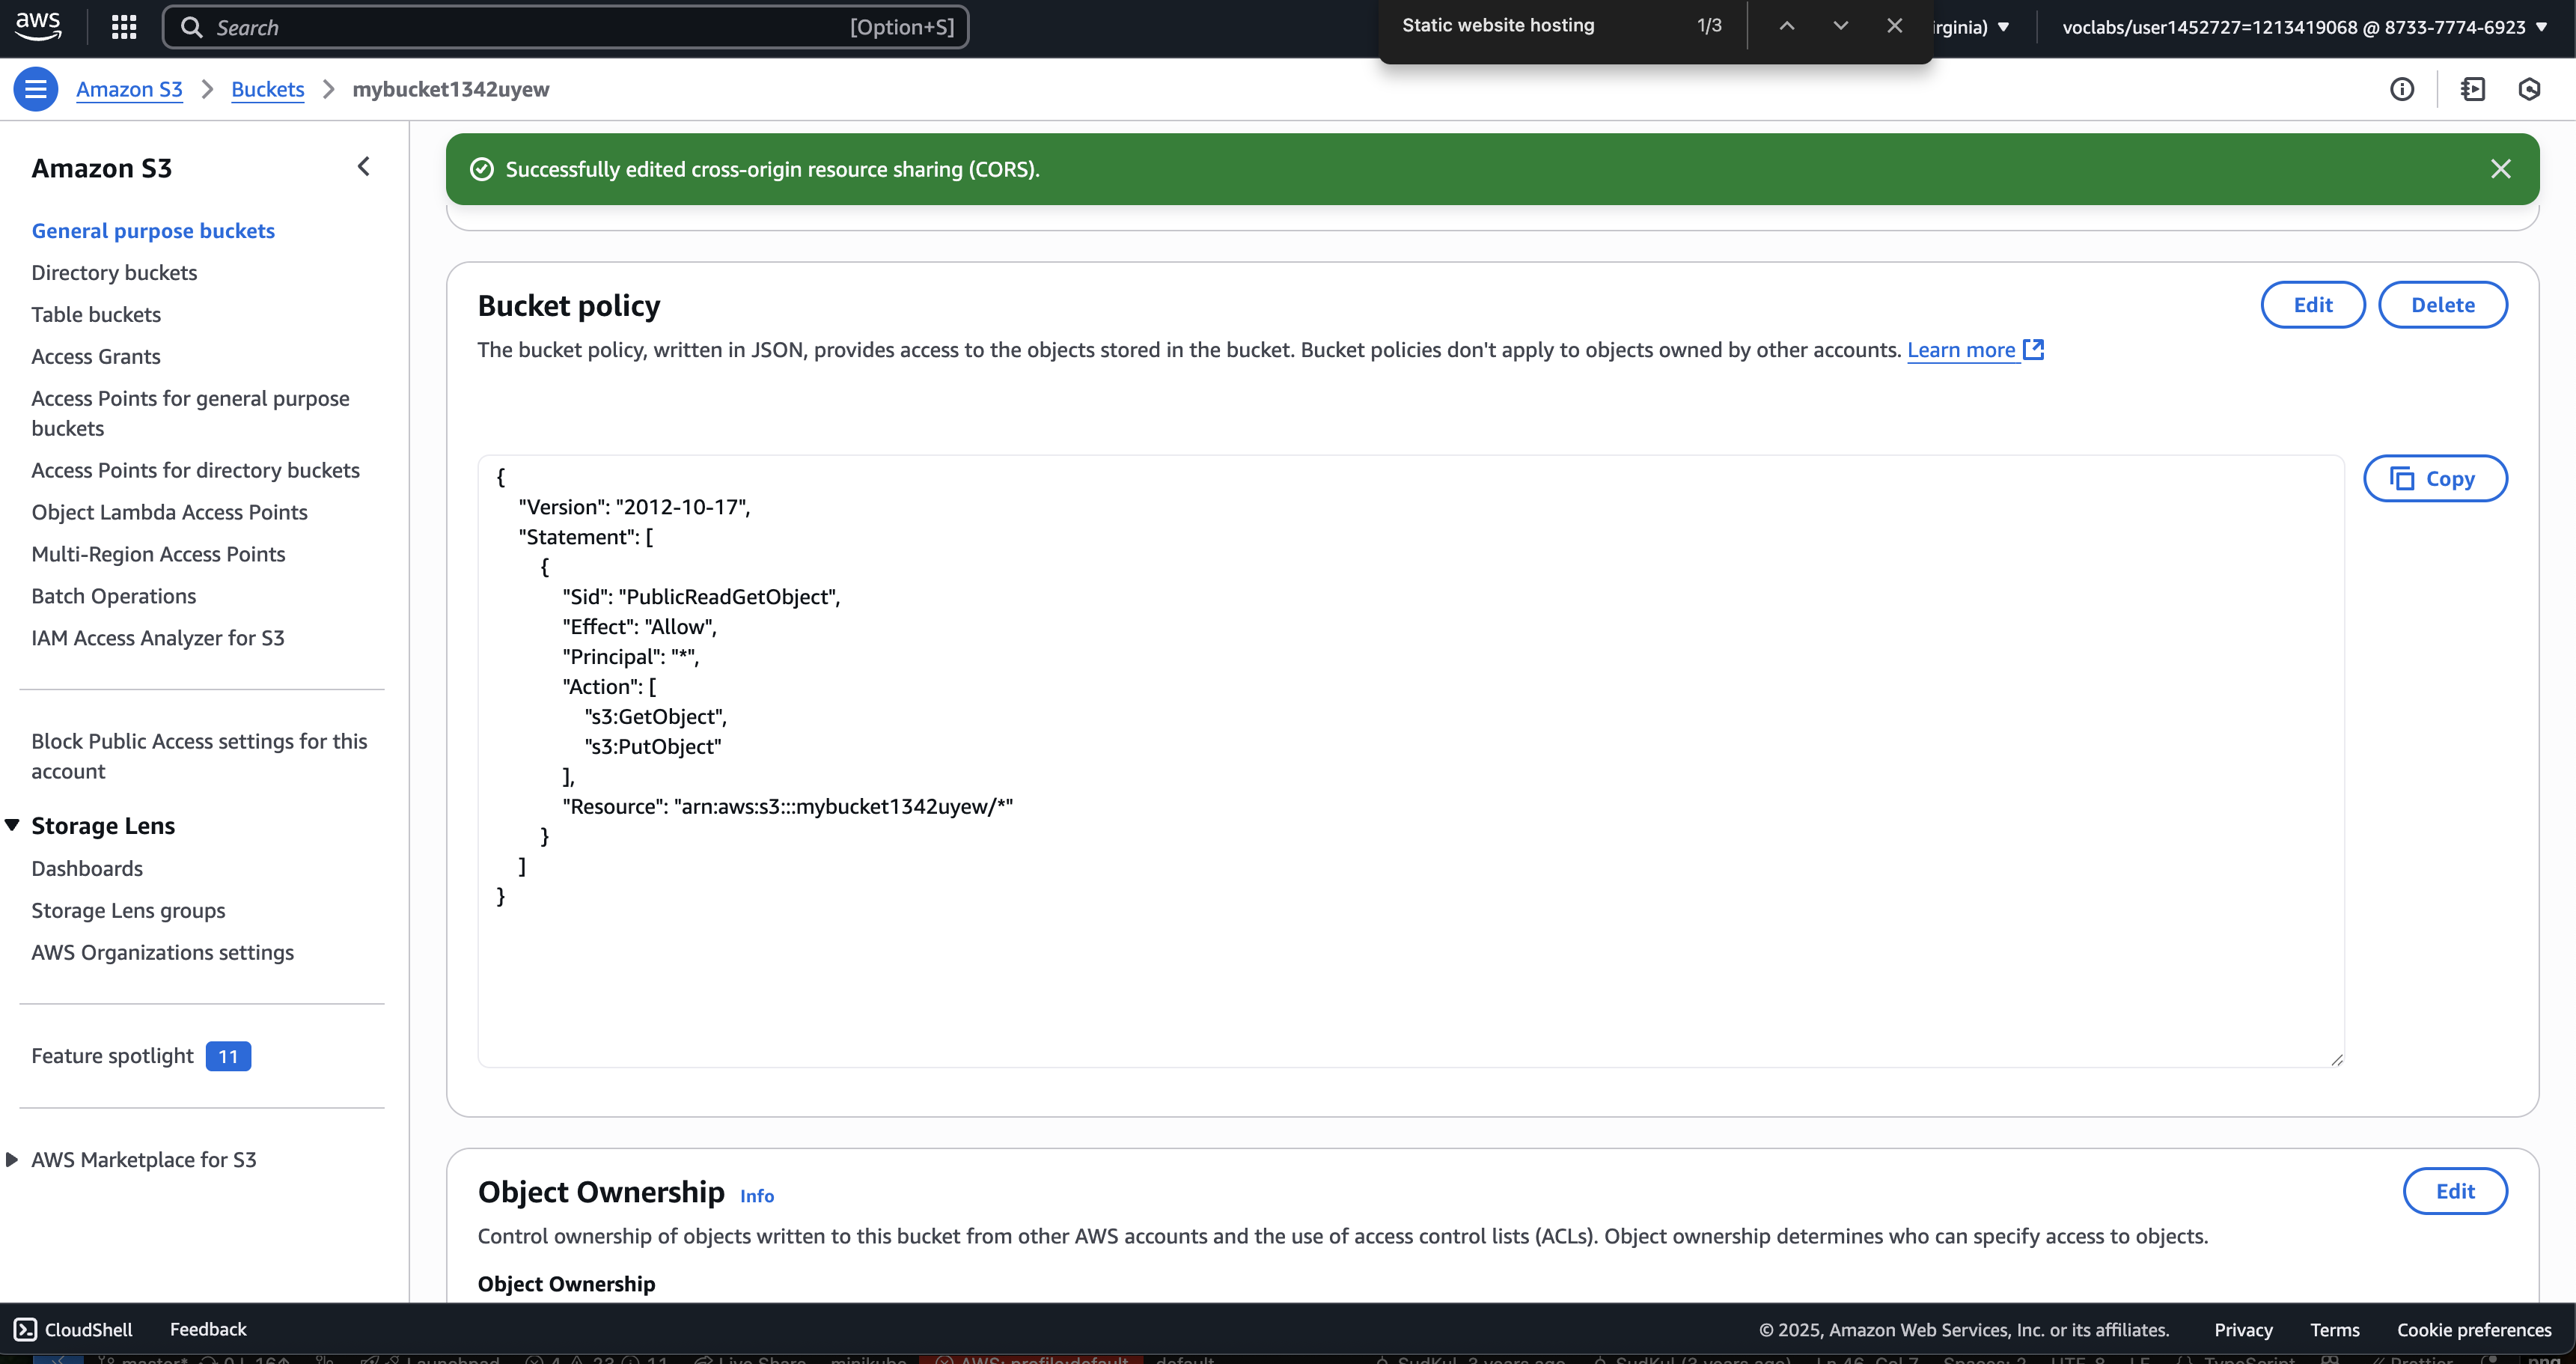 aws
Search
[Option+S]
Static website hosting
1/3
irginia)
voclabs/user1452727=1213419068 @ 8733-7774-6923
Amazon S3
Buckets
mybucket1342uyew
Amazon S3
General purpose buckets
Directory buckets
Table buckets
Access Grants
Access Points for general purpose
buckets
Access Points for directory buckets
Object Lambda Access Points
Multi-Region Access Points
Batch Operations
IAM Access Analyzer for S3
Block Public Access settings for this
account
Storage Lens
Dashboards
Storage Lens groups
AWS Organizations settings
Feature spotlight 11
AWS Marketplace for S3
Successfully edited cross-origin resource sharing (CORS).
Bucket policy
Edit
Delete
The bucket policy, written in JSON, provides access to the objects stored in the bucket. Bucket policies don't apply to objects owned by other accounts. Learn more
Copy
{
"Version": "2012-10-17",
"Statement": [
{
"Sid": "PublicReadGetObject",
"Effect": "Allow",
"Principal": "*",
"Action": [
"s3:GetObject",
"s3:PutObject"
],
"Resource": "arn:aws:s3:::mybucket1342uyew/*"
}
]
}
Object Ownership Info
Edit
Control ownership of objects written to this bucket from other AWS accounts and the use of access control lists (ACLs). Object ownership determines who can specify access to objects.
Object Ownership
CloudShell
Feedback
© 2025, Amazon Web Services, Inc. or its affiliates.
Privacy
Terms
Cookie preferences